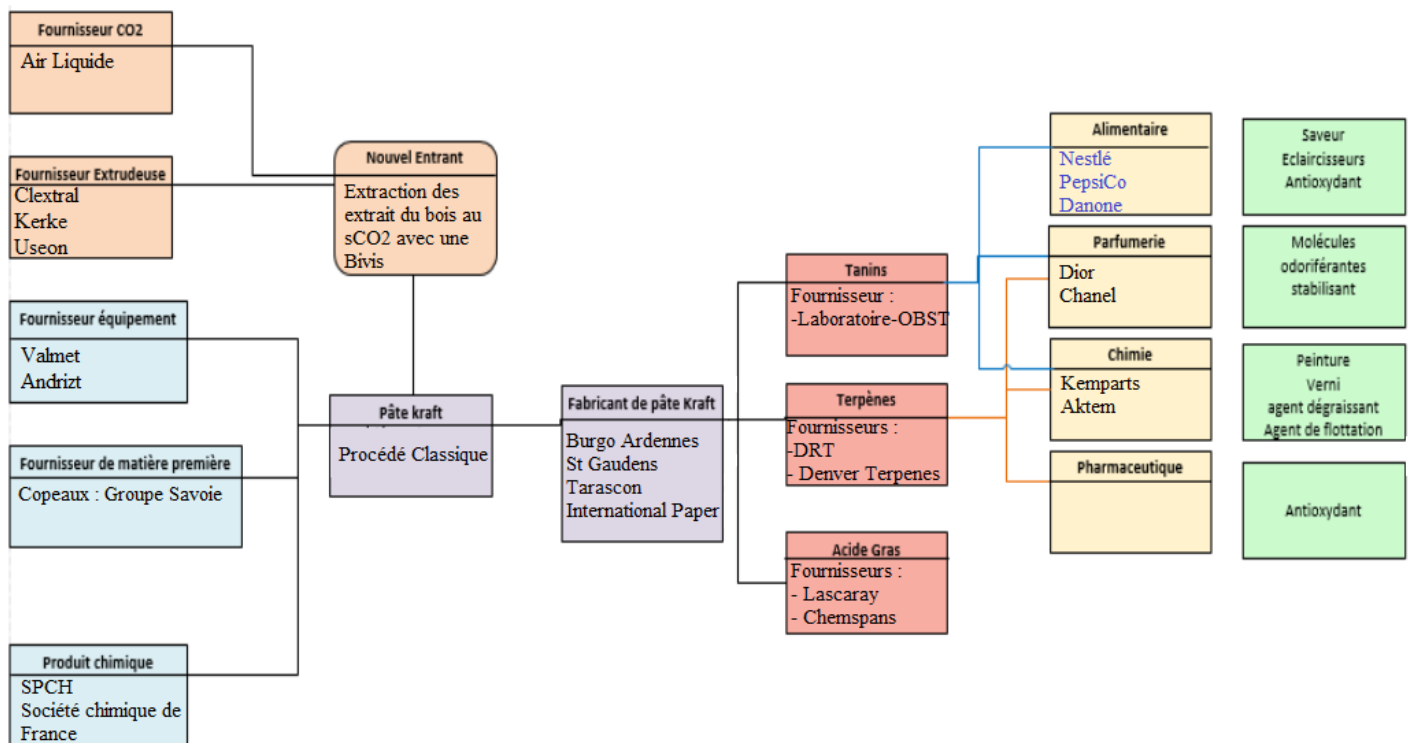 Fournisseur CO2
Air Liquide
Fournisseur Extrudeuse
Clextral
Kerke
Useon
Nouvel Entrant
Extraction des
extrait du bois au
sCO2 avec une
Bivis
Fournisseur équipement
Valmet
Andrizt
Fournisseur de matière première
Copeaux : Groupe Savoie
Produit chimique
SPCH
Société chimique de
France
Pâte kraft
Procédé Classique
Fabricant de pâte Kraft
Burgo Ardennes
St Gaudens
Tarascon
International Paper
Tanins
Fournisseur :
-Laboratoire-OBST
Terpènes
Fournisseurs :
-DRT
- Denver Terpenes
Acide Gras
Fournisseurs :
- Lascaray
- Chemspans
Alimentaire
Nestlé
PepsiCo
Danone
Parfumerie
Dior
Chanel
Chimie
Kemparts
Aktem
Pharmaceutique
Saveur
Eclaircisseurs
Antioxydant
Molécules
odoriférantes
stabilisant
Peinture
Verni
agent dégraissant
Agent de flottation
Antioxydant